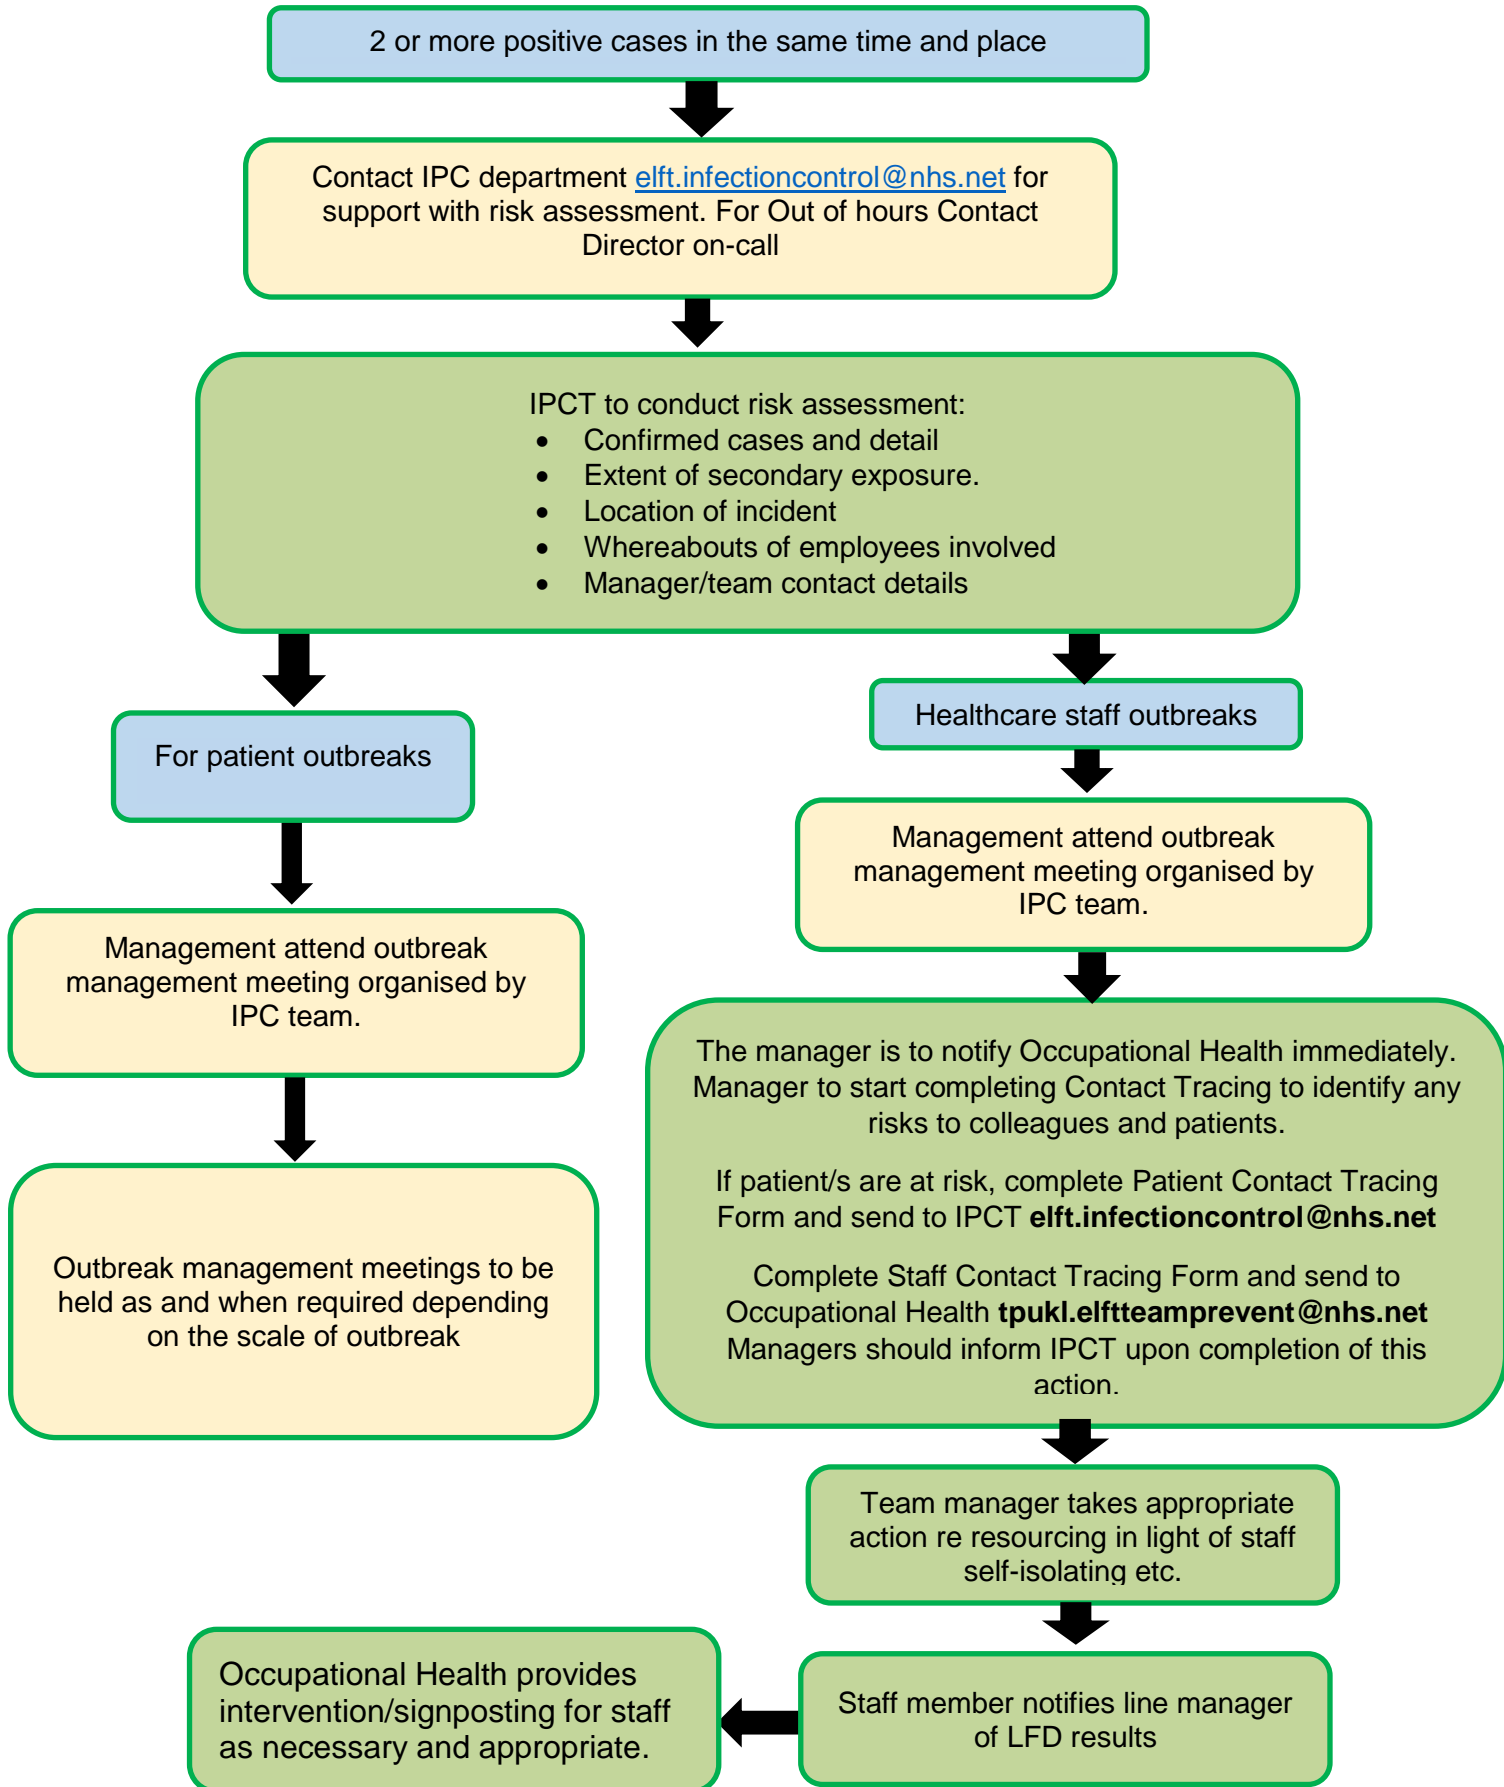 2 or more positive cases in the same time and place
Contact IPC department elft.infectioncontrol@nhs.net for
support with risk assessment. For Out of hours Contact
Director on-call
IPCT to conduct risk assessment:
• Confirmed cases and detail
• Extent of secondary exposure.
• Location of incident
• Whereabouts of employees involved
• Manager/team contact details
For patient outbreaks
Management attend outbreak
management meeting organised by
IPC team.
Outbreak management meetings to be
held as and when required depending
on the scale of outbreak
Healthcare staff outbreaks
Management attend outbreak
management meeting organised by
IPC team.
The manager is to notify Occupational Health immediately.
Manager to start completing Contact Tracing to identify any
risks to colleagues and patients.
If patient/s are at risk, complete Patient Contact Tracing
Form and send to IPCT elft.infectioncontrol@nhs.net
Complete Staff Contact Tracing Form and send to
Occupational Health tpukl.elftteamprevent@nhs.net
Managers should inform IPCT upon completion of this
action.
Team manager takes appropriate
action re resourcing in light of staff
self-isolating etc.
Staff member notifies line manager
of LFD results
Occupational Health provides
intervention/signposting for staff
as necessary and appropriate.